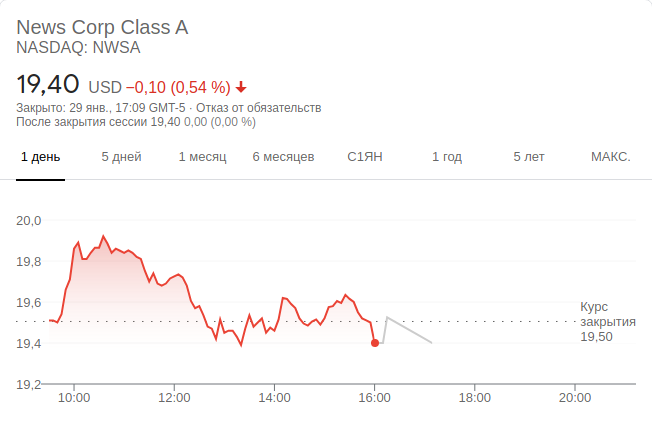 News Corp Class A
NASDAQ: NWSA
19,40 USD −0,10 (0,54 %)
Закрыто: 29 янв., 17:09 GMT-5 · Отказ от обязательств
После закрытия сессии 19,40 0,00 (0,00 %)
1 день 5 дней 1 месяц 6 месяцев С1ЯН 1 год 5 лет МАКС.
20,0
19,8
19,6
Курс
закрытия
19,50
19,4
19,2
10:00 12:00 14:00 16:00 18:00 20:00